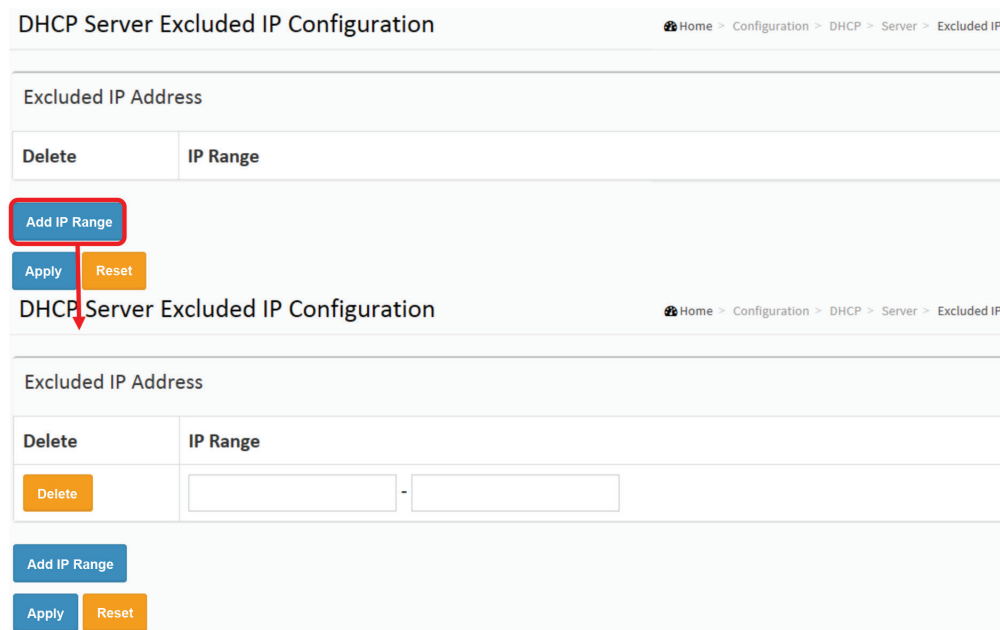 DHCP Server Excluded IP Configuration
Home > Configuration > DHCP > Server > Excluded IP
Excluded IP Address
Delete IP Range
Add IP Range
Apply Reset
DHCP Server Excluded IP Configuration
Home > Configuration > DHCP > Server > Excluded IP
Excluded IP Address
Delete IP Range
Delete -
Add IP Range
Apply Reset